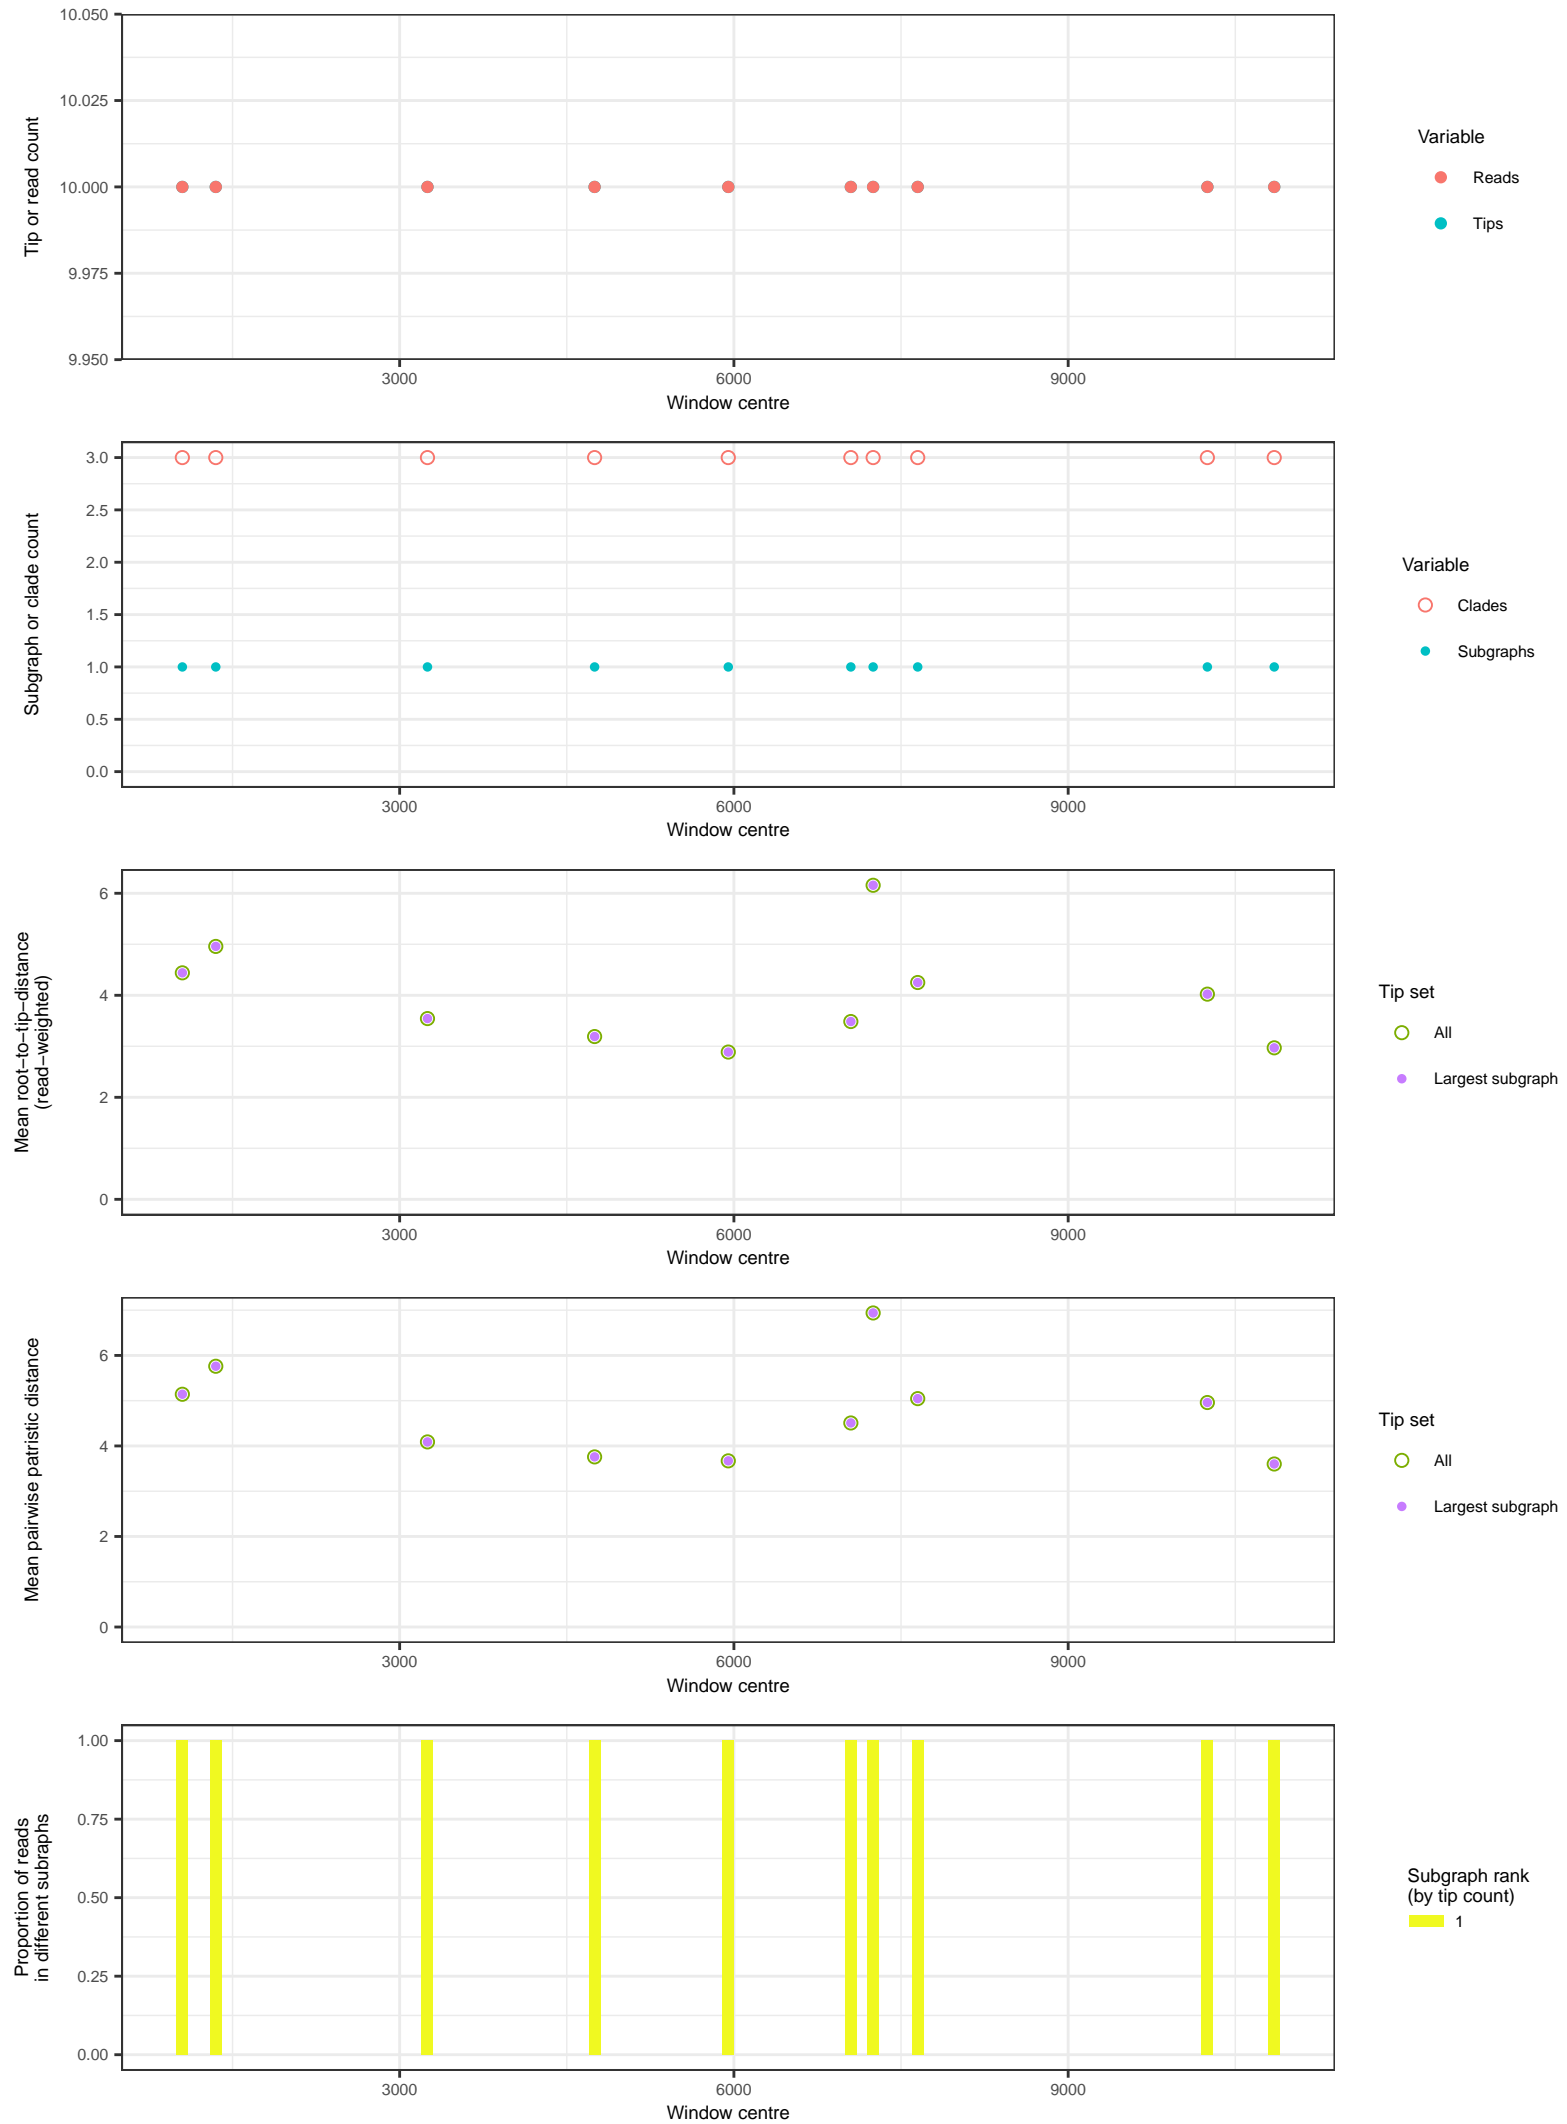 10.050
10.025
10.000
9.975
9.950
Tip or read count
3000
6000
9000
Window centre
Variable
Reads
Tips
3.0
2.5
2.0
1.5
1.0
0.5
0.0
Subgraph or clade count
3000
6000
9000
Window centre
Variable
Clades
Subgraphs
6
4
2
0
Mean root−to−tip−distance
(read−weighted)
3000
6000
9000
Window centre
Tip set
All
Largest subgraph
6
4
2
0
Mean pairwise patristic distance
3000
6000
9000
Window centre
Tip set
All
Largest subgraph
1.00
0.75
0.50
0.25
0.00
Proportion of reads
in different subraphs
3000
6000
9000
Window centre
Subgraph rank
(by tip count)
1